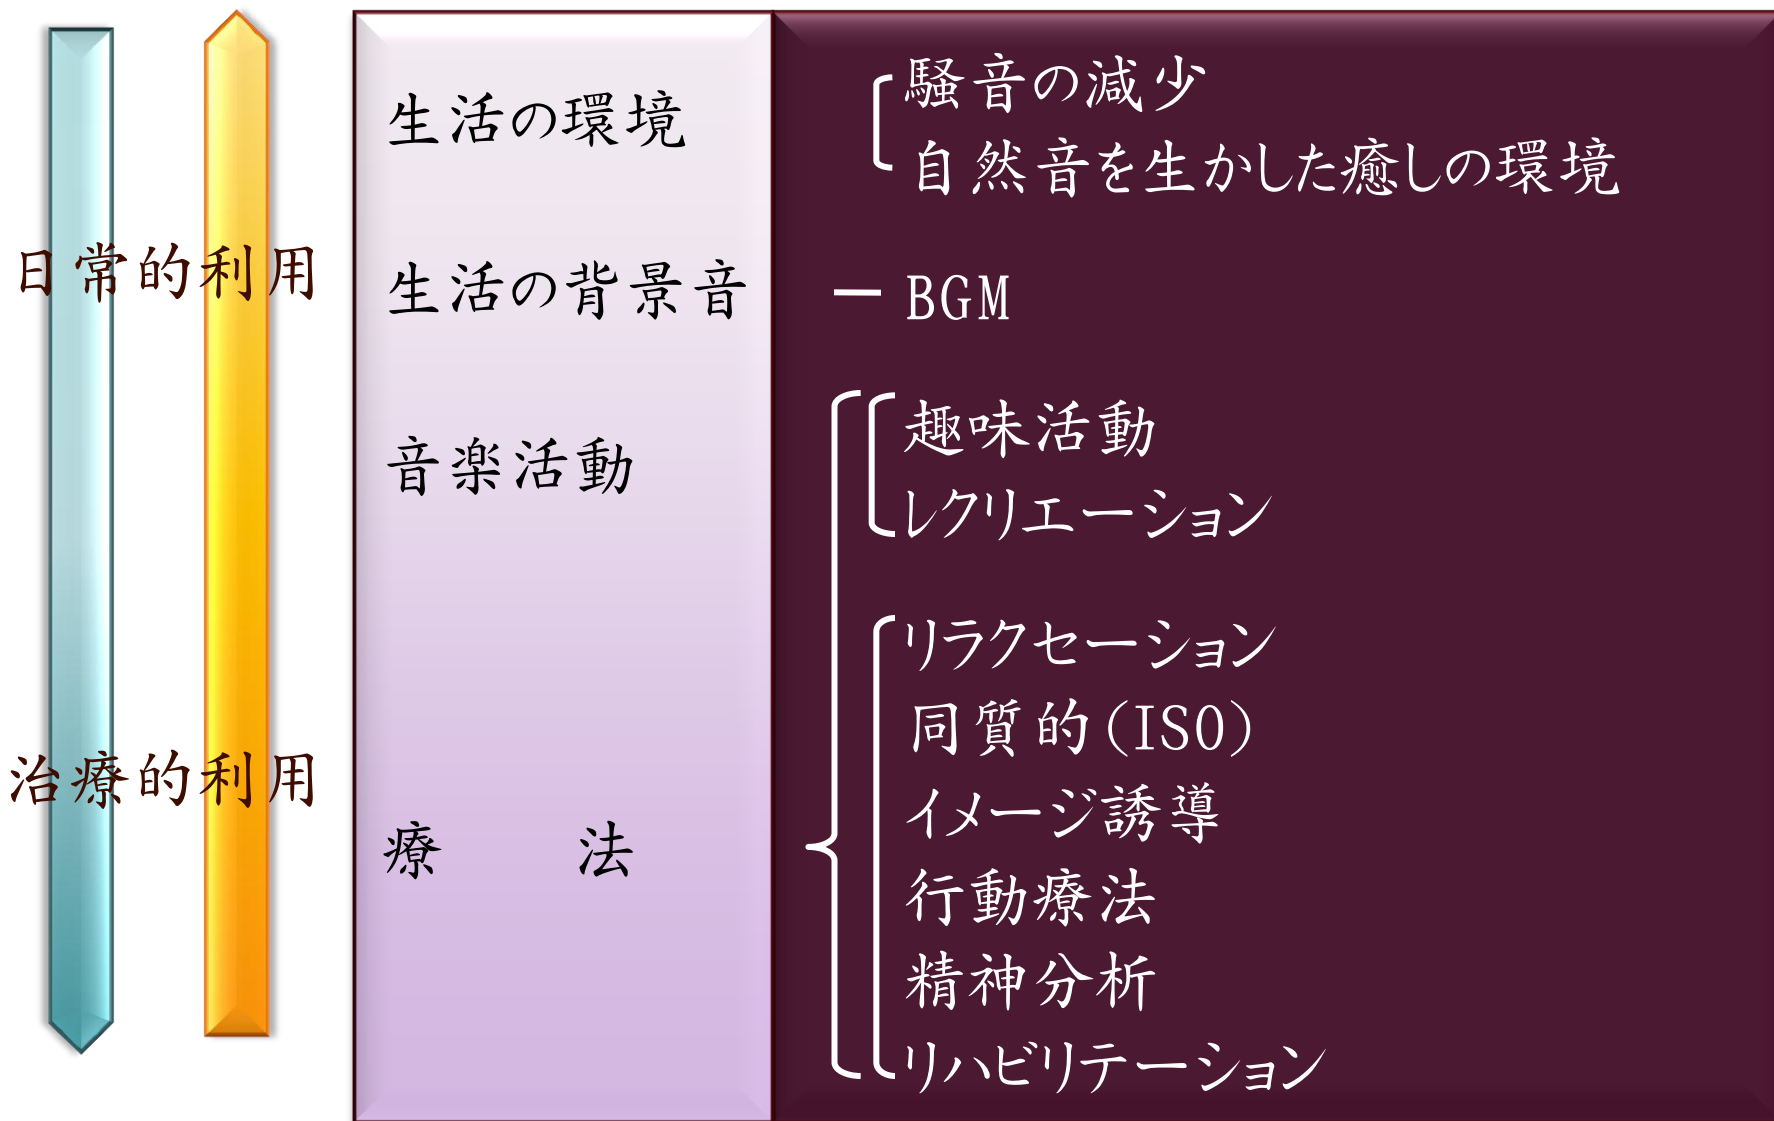 日常的利用
治療的利用
生活の環境
騒音の減少
自然音を生かした癒しの環境
生活の背景音
BGM
音楽活動
趣味活動
レクリエーション
療　法
リラクセーション
同質的(ISO)
イメージ誘導
行動療法
精神分析
リハビリテーション